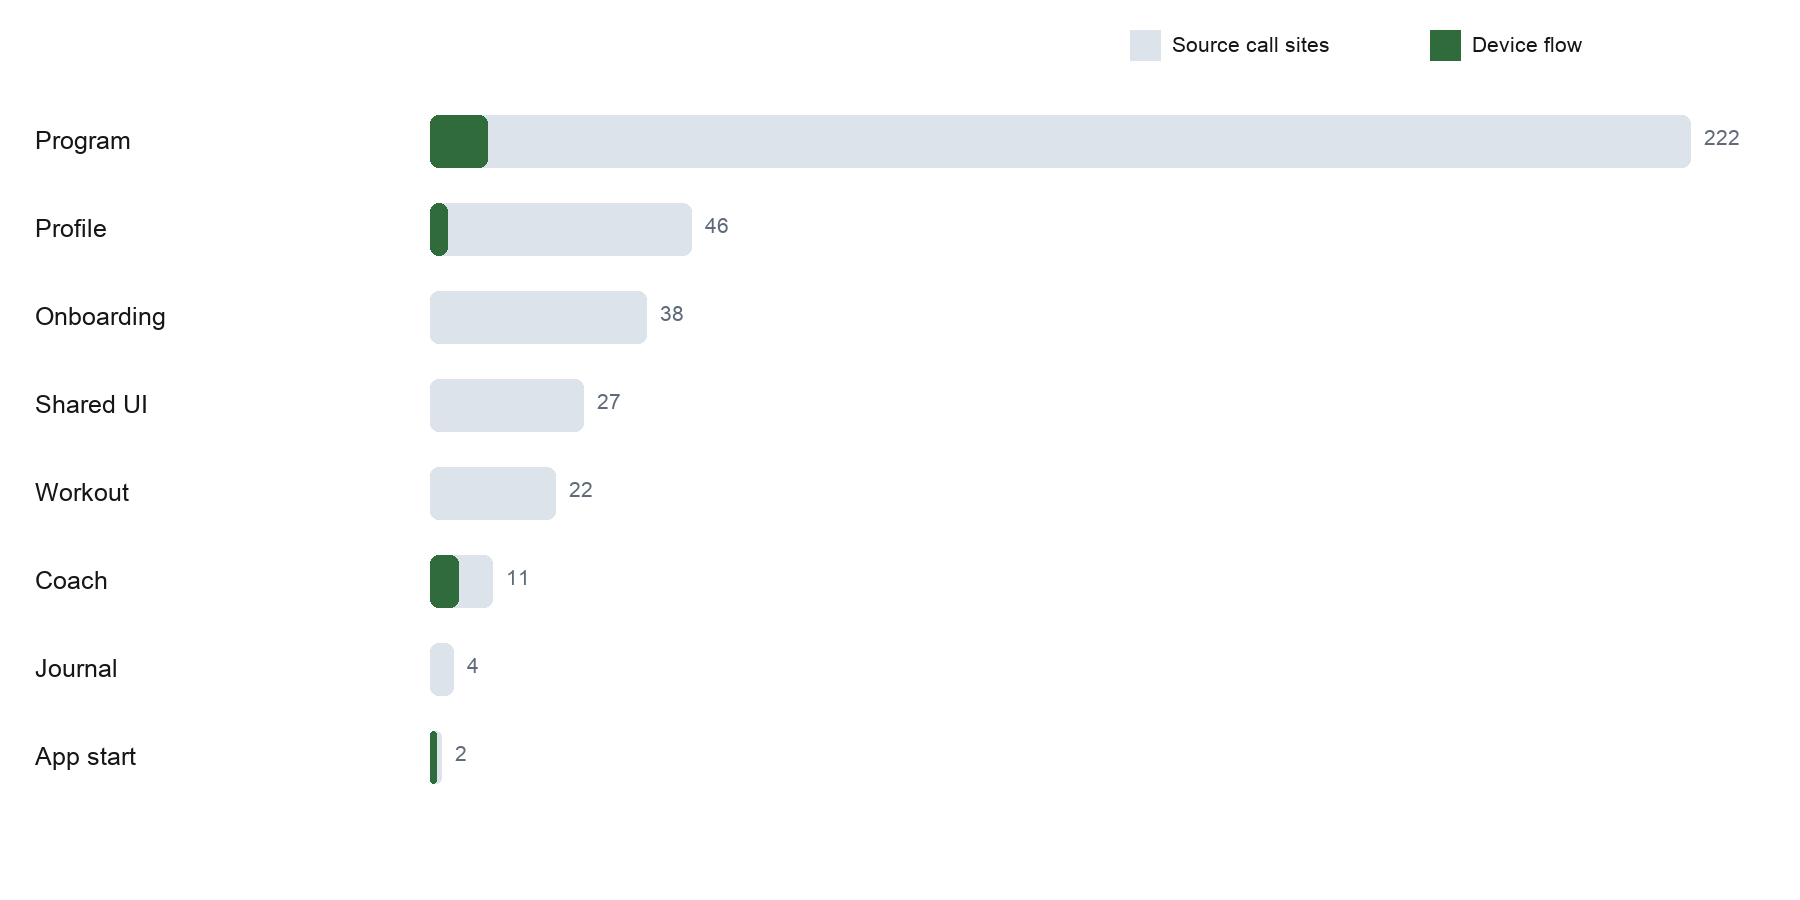 Source call sites
Device flow
Program
222
Profile
46
Onboarding
38
Shared UI
27
Workout
22
Coach
11
Journal
4
App start
2